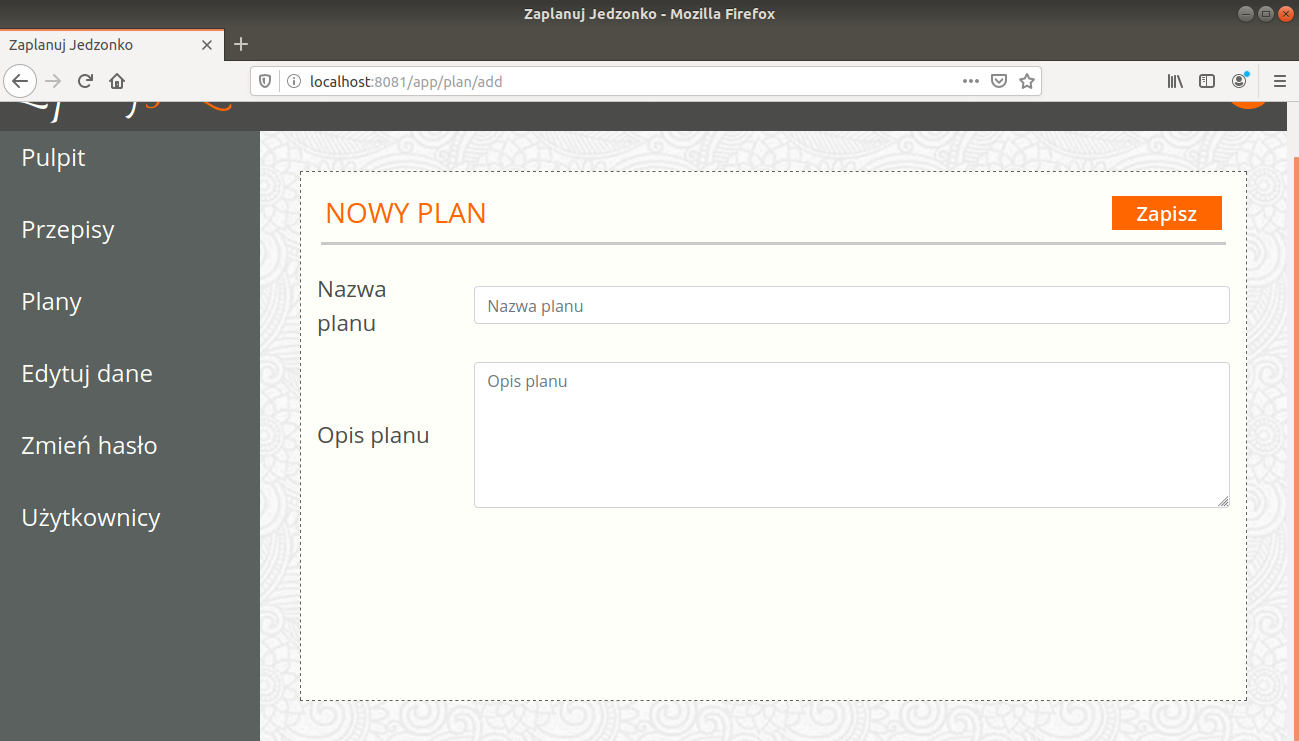 Zaplanuj Jedzonko - Mozilla Firefox
Zaplanuj Jedzonko
localhost:8081/app/plan/add
Pulpit
Przepisy
Plany
Edytuj dane
Zmień hasło
Użytkownicy
NOWY PLAN
Zapisz
Nazwa
planu
Nazwa planu
Opis planu
Opis planu